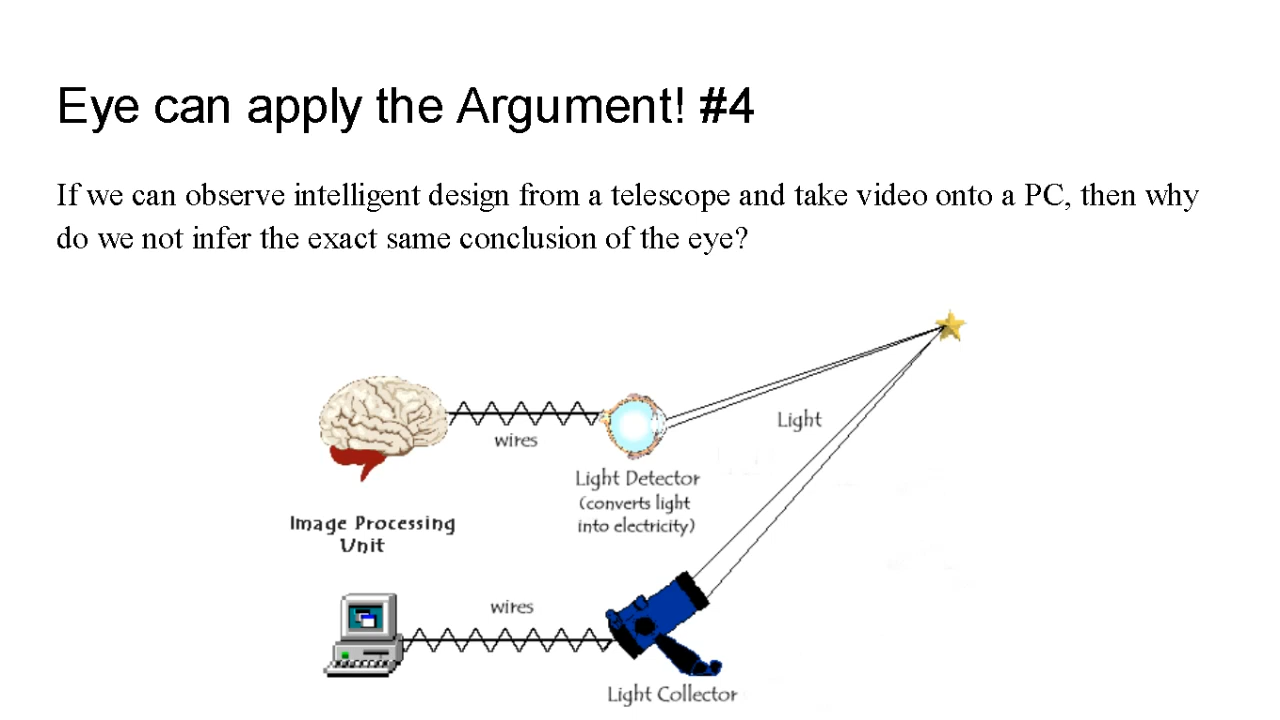 Eye can apply the Argument! #4
If we can observe intelligent design from a telescope and take video onto a PC, then why
do we not infer the exact same conclusion of the eye?
Light
wires
Light Detector
(converts light
into electricity)
Image Processing
Unit
wires
Light Collector